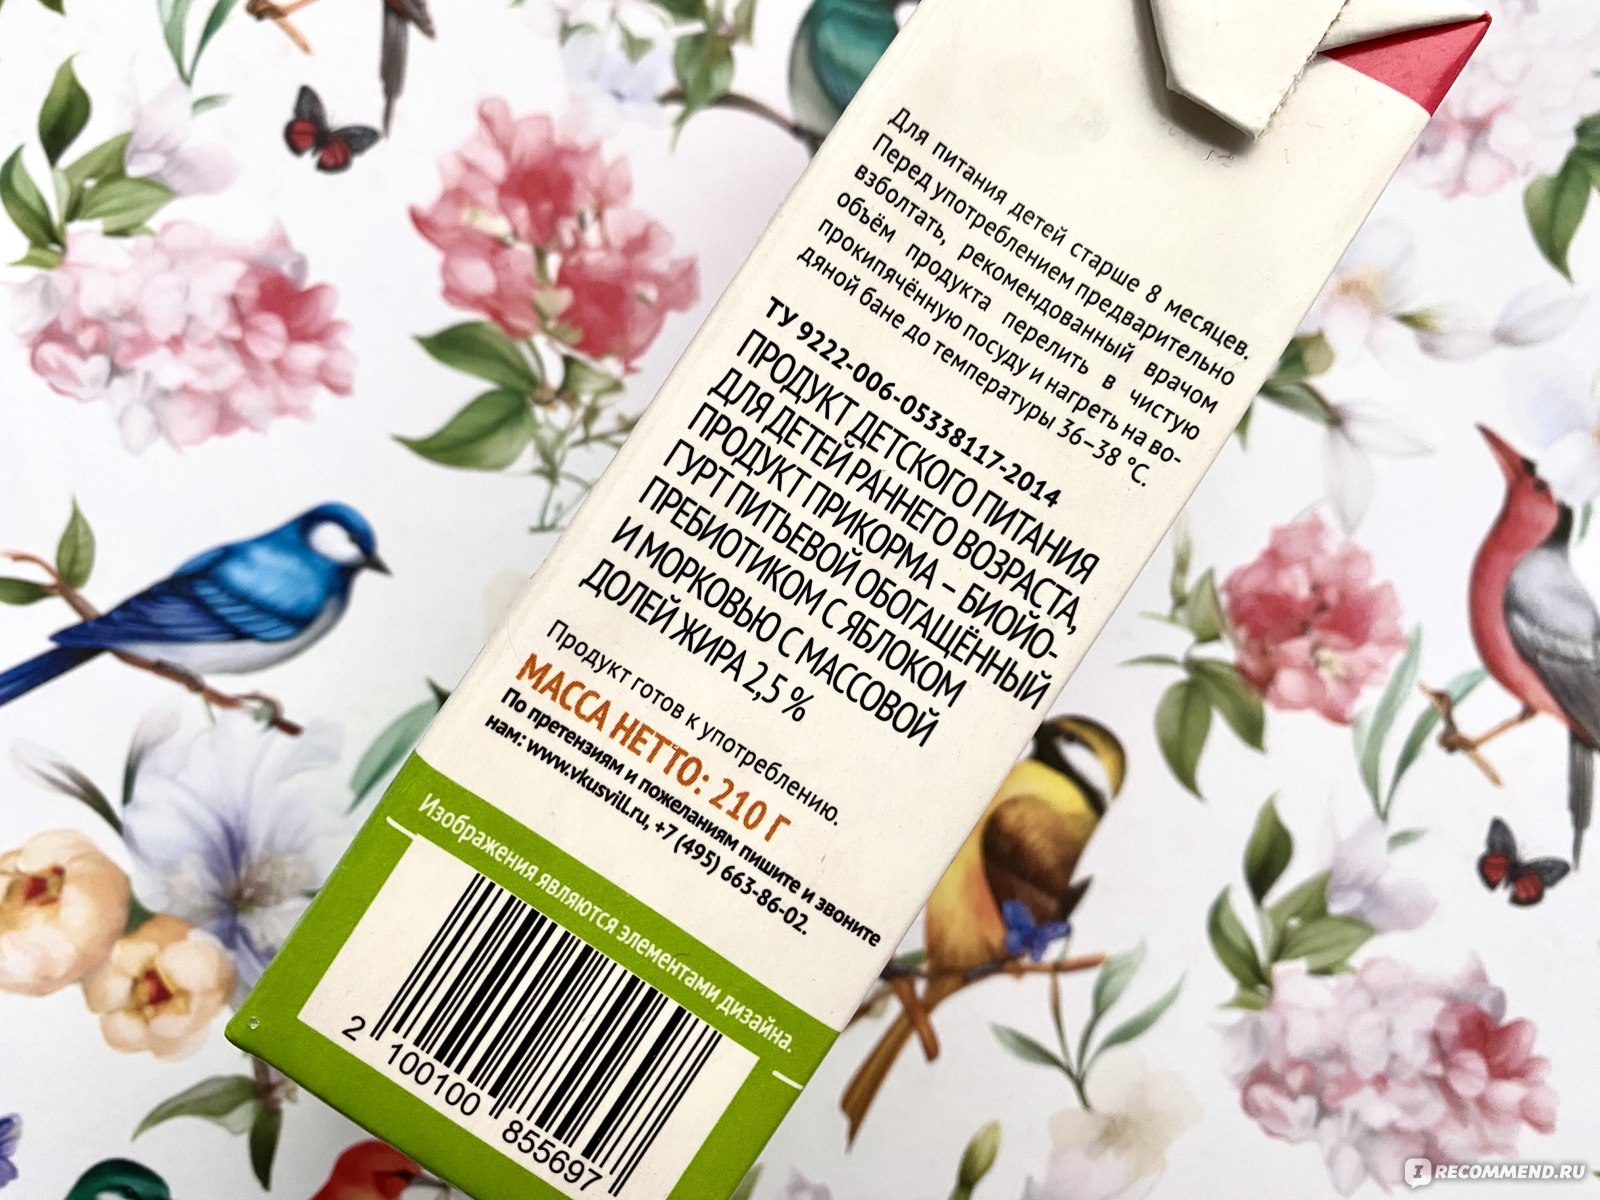 Для питания детей старше 8 месяцев.
Перед употреблением предварительно
взболтать, рекомендованный врачом
объём продукта перелить в чистую
прокипячённую посуду и нагреть на во-
дяной бане до температуры 36–38 °С.
ТУ 9222-006-05338117-2014
ПРОДУКТ ДЕТСКОГО ПИТАНИЯ
ДЛЯ ДЕТЕЙ РАННЕГО ВОЗРАСТА,
ПРОДУКТ ПРИКОРМА – БИОЙО-
ГУРТ ПИТЬЕВОЙ ОБОГАЩЁННЫЙ
ПРЕБИОТИКОМ С ЯБЛОКОМ
И МОРКОВЬЮ С МАССОВОЙ
ДОЛЕЙ ЖИРА 2,5 %
Продукт готов к употреблению.
МАССА НЕТТО: 210 Г
По претензиям и пожеланиям пишите и звоните
нам: www.vkusvill.ru, +7 (495) 663-86-02.
Изображения являются элементами дизайна.
2 100100 855697
IRECOMMEND.RU